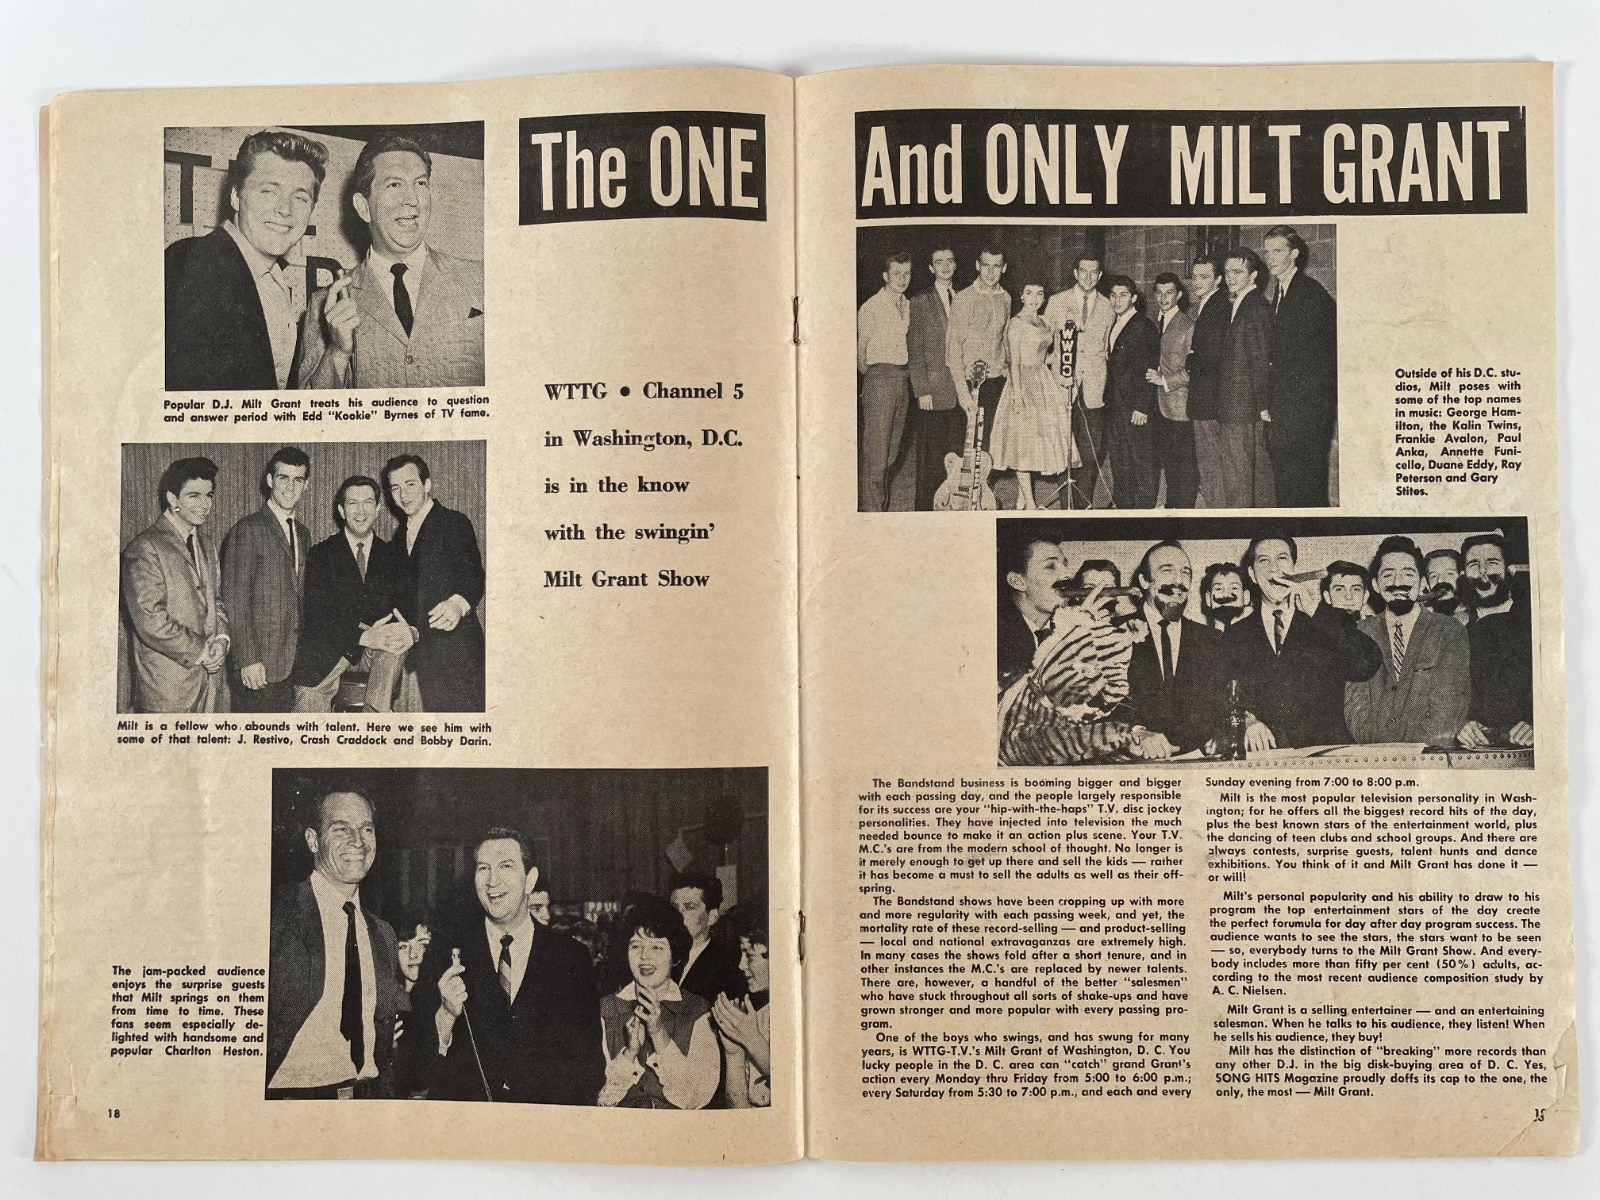 The ONE And ONLY MILT GRANT
Popular D.J. Milt Grant treats his audience to question
and answer period with Edd "Kookie" Byrnes of TV fame.
Milt is a fellow who abounds with talent. Here we see him with
some of that talent: J. Restivo, Crash Craddock and Bobby Darin.
WTTG • Channel 5
in Washington, D.C.
is in the know
with the swingin'
Milt Grant Show
The jam-packed audience
enjoys the surprise guests
that Milt springs on them
from time to time. These
fans seem especially de-
lighted with handsome and
popular Charlton Heston.
18
WWDC
Outside of his D.C. stu-
dios, Milt poses with
some of the top names
in music: George Ham-
ilton, the Kalin Twins,
Frankie Avalon, Paul
Anka, Annette Funi-
cello, Duane Eddy, Ray
Peterson and Gary
Stites.
The Bandstand business is booming bigger and bigger
with each passing day, and the people largely responsible
for its success are your "hip-with-the-haps" T.V. disc jockey
personalities. They have injected into television the much
needed bounce to make it an action plus scene. Your T.V.
M.C.'s are from the modern school of thought. No longer is
it merely enough to get up there and sell the kids — rather
it has become a must to sell the adults as well as their off-
spring.
The Bandstand shows have been cropping up with more
and more regularity with each passing week, and yet, the
mortality rate of these record-selling — and product-selling
— local and national extravaganzas are extremely high.
In many cases the shows fold after a short tenure, and in
other instances the M.C.'s are replaced by newer talents.
There are, however, a handful of the better "salesmen"
who have stuck throughout all sorts of shake-ups and have
grown stronger and more popular with every passing pro-
gram.
One of the boys who swings, and has swung for many
years, is WTTG-T.V.'s Milt Grant of Washington, D. C. You
lucky people in the D. C. area can "catch" grand Grant's
action every Monday thru Friday from 5:00 to 6:00 p.m.;
every Saturday from 5:30 to 7:00 p.m., and each and every
Sunday evening from 7:00 to 8:00 p.m.
Milt is the most popular television personality in Wash-
ington; for he offers all the biggest record hits of the day,
plus the best known stars of the entertainment world, plus
the dancing of teen clubs and school groups. And there are
always contests, surprise guests, talent hunts and dance
exhibitions. You think of it and Milt Grant has done it —
or will!
Milt's personal popularity and his ability to draw to his
program the top entertainment stars of the day create
the perfect forumula for day after day program success. The
audience wants to see the stars, the stars want to be seen
— so, everybody turns to the Milt Grant Show. And every-
body includes more than fifty per cent (50%) adults, ac-
cording to the most recent audience composition study by
A. C. Nielsen.
Milt Grant is a selling entertainer — and an entertaining
salesman. When he talks to his audience, they listen! When
he sells his audience, they buy!
Milt has the distinction of "breaking" more records than
any other D.J. in the big disk-buying area of D. C. Yes,
SONG HITS Magazine proudly doffs its cap to the one, the
only, the most — Milt Grant.